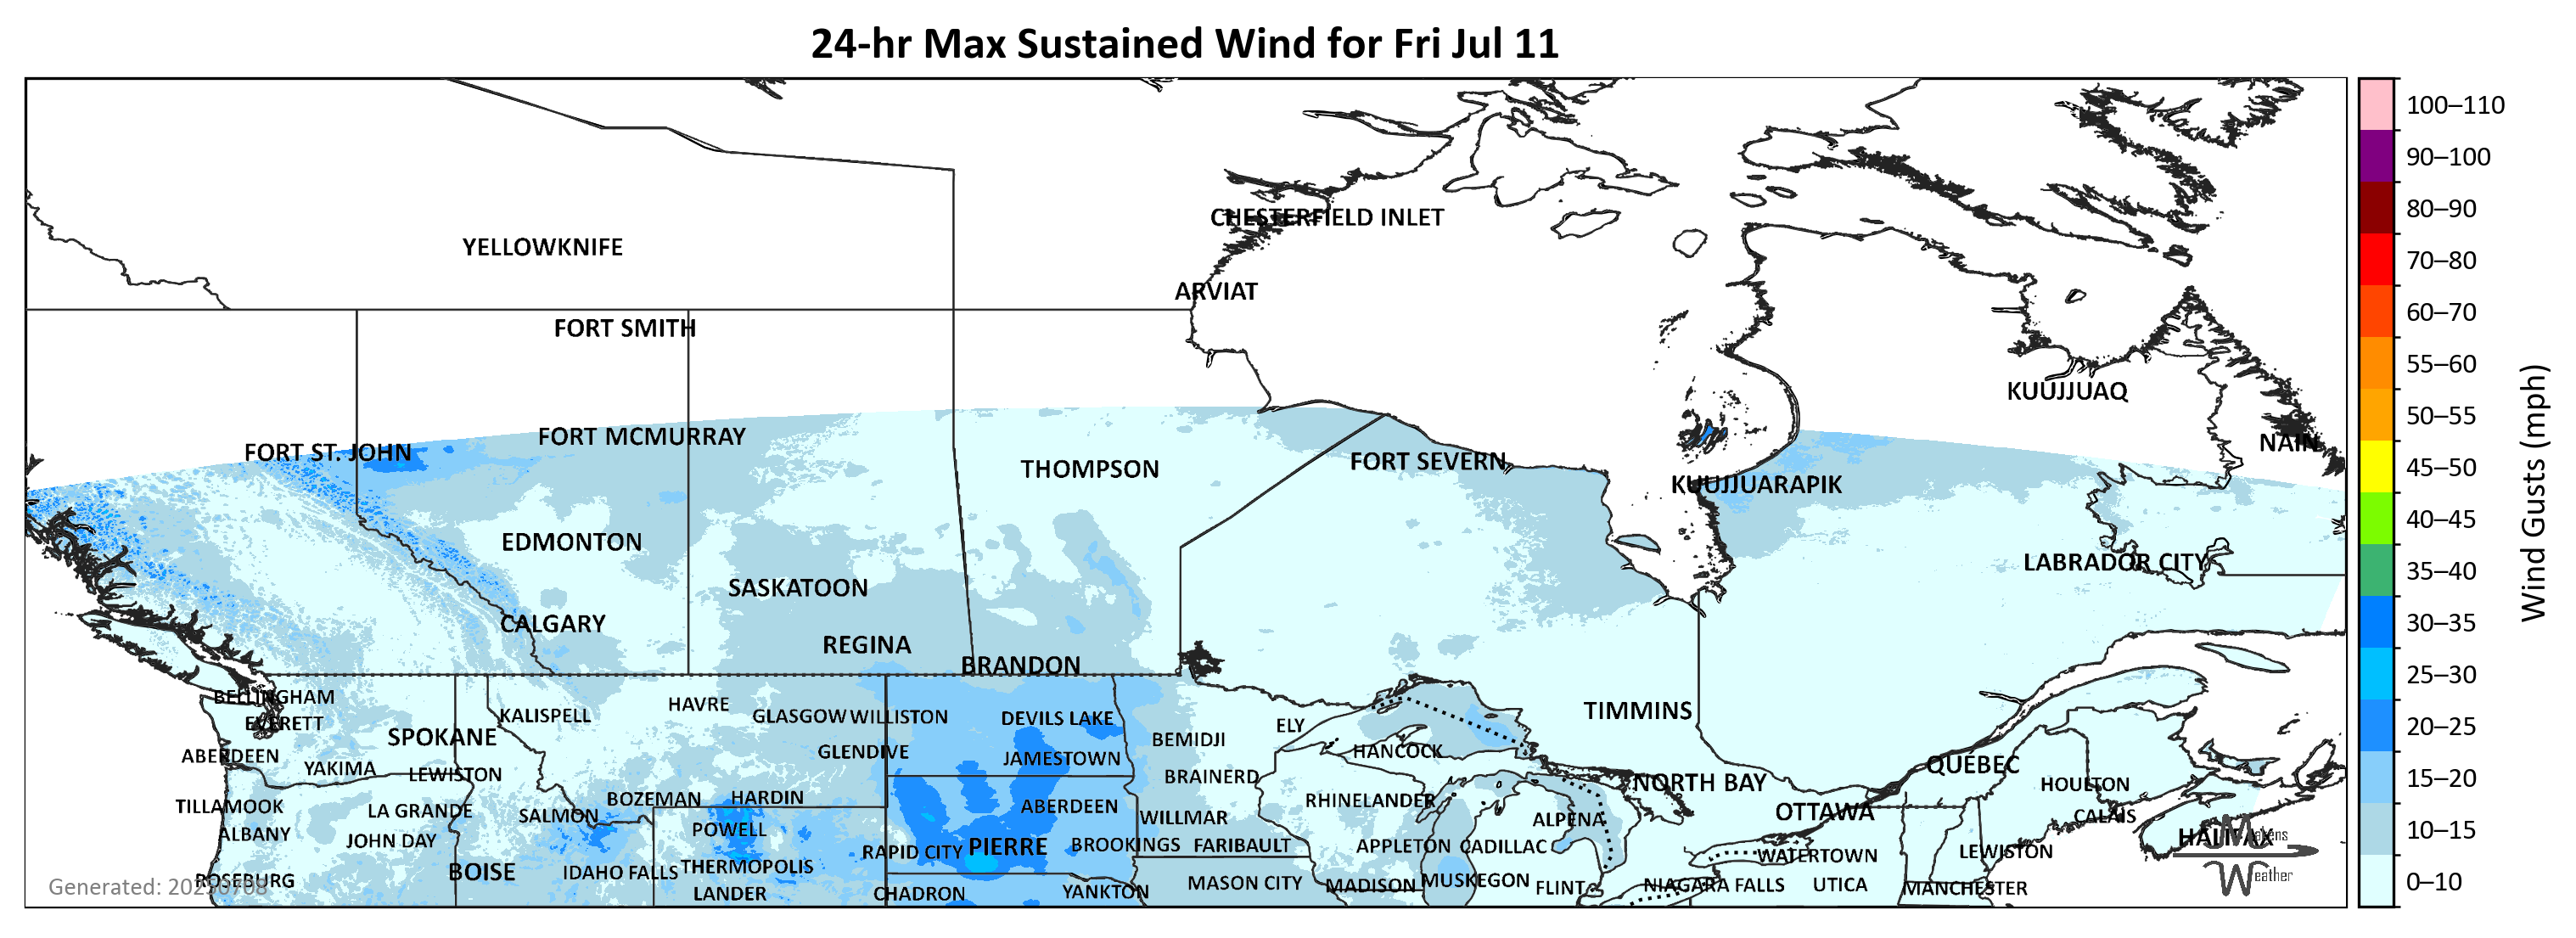 24-hr Max Sustained Wind for Fri Jul 11
100–110
90–100
80–90
70–80
60–70
55–60
50–55
45–50
40–45
35–40
30–35
25–30
20–25
15–20
10–15
0–10
Wind Gusts (mph)
CHESTERFIELD INLET
YELLOWKNIFE
ARVIAT
FORT SMITH
KUUJJUAQ
FORT MCMURRAY
NAIN
FORT ST. JOHN
FORT SEVERN
THOMPSON
KUUJJUARAPIK
EDMONTON
LABRADOR CITY
SASKATOON
CALGARY
REGINA
BRANDON
BELLINGHAM
HAVRE
TIMMINS
KALISPELL
GLASGOW
WILLISTON
DEVILS LAKE
EVERETT
ELY
SPOKANE
BEMIDJI
HANCOCK
GLENDIVE
ABERDEEN
JAMESTOWN
QUÉBEC
YAKIMA
LEWISTON
BRAINERD
NORTH BAY
HOULTON
BOZEMAN
HARDIN
RHINELANDER
TILLAMOOK
ABERDEEN
LA GRANDE
OTTAWA
SALMON
WILLMAR
CALAIS
ALPENA
POWELL
ALBANY
HALIFAX
Makens
JOHN DAY
BROOKINGS
FARIBAULT
APPLETON
CADILLAC
PIERRE
RAPID CITY
LEWISTON
WATERTOWN
THERMOPOLIS
BOISE
IDAHO FALLS
Weather
ROSEBURG
MUSKEGON
MASON CITY
MADISON
NIAGARA FALLS
UTICA
Generated: 20250708
FLINT
MANCHESTER
YANKTON
LANDER
CHADRON